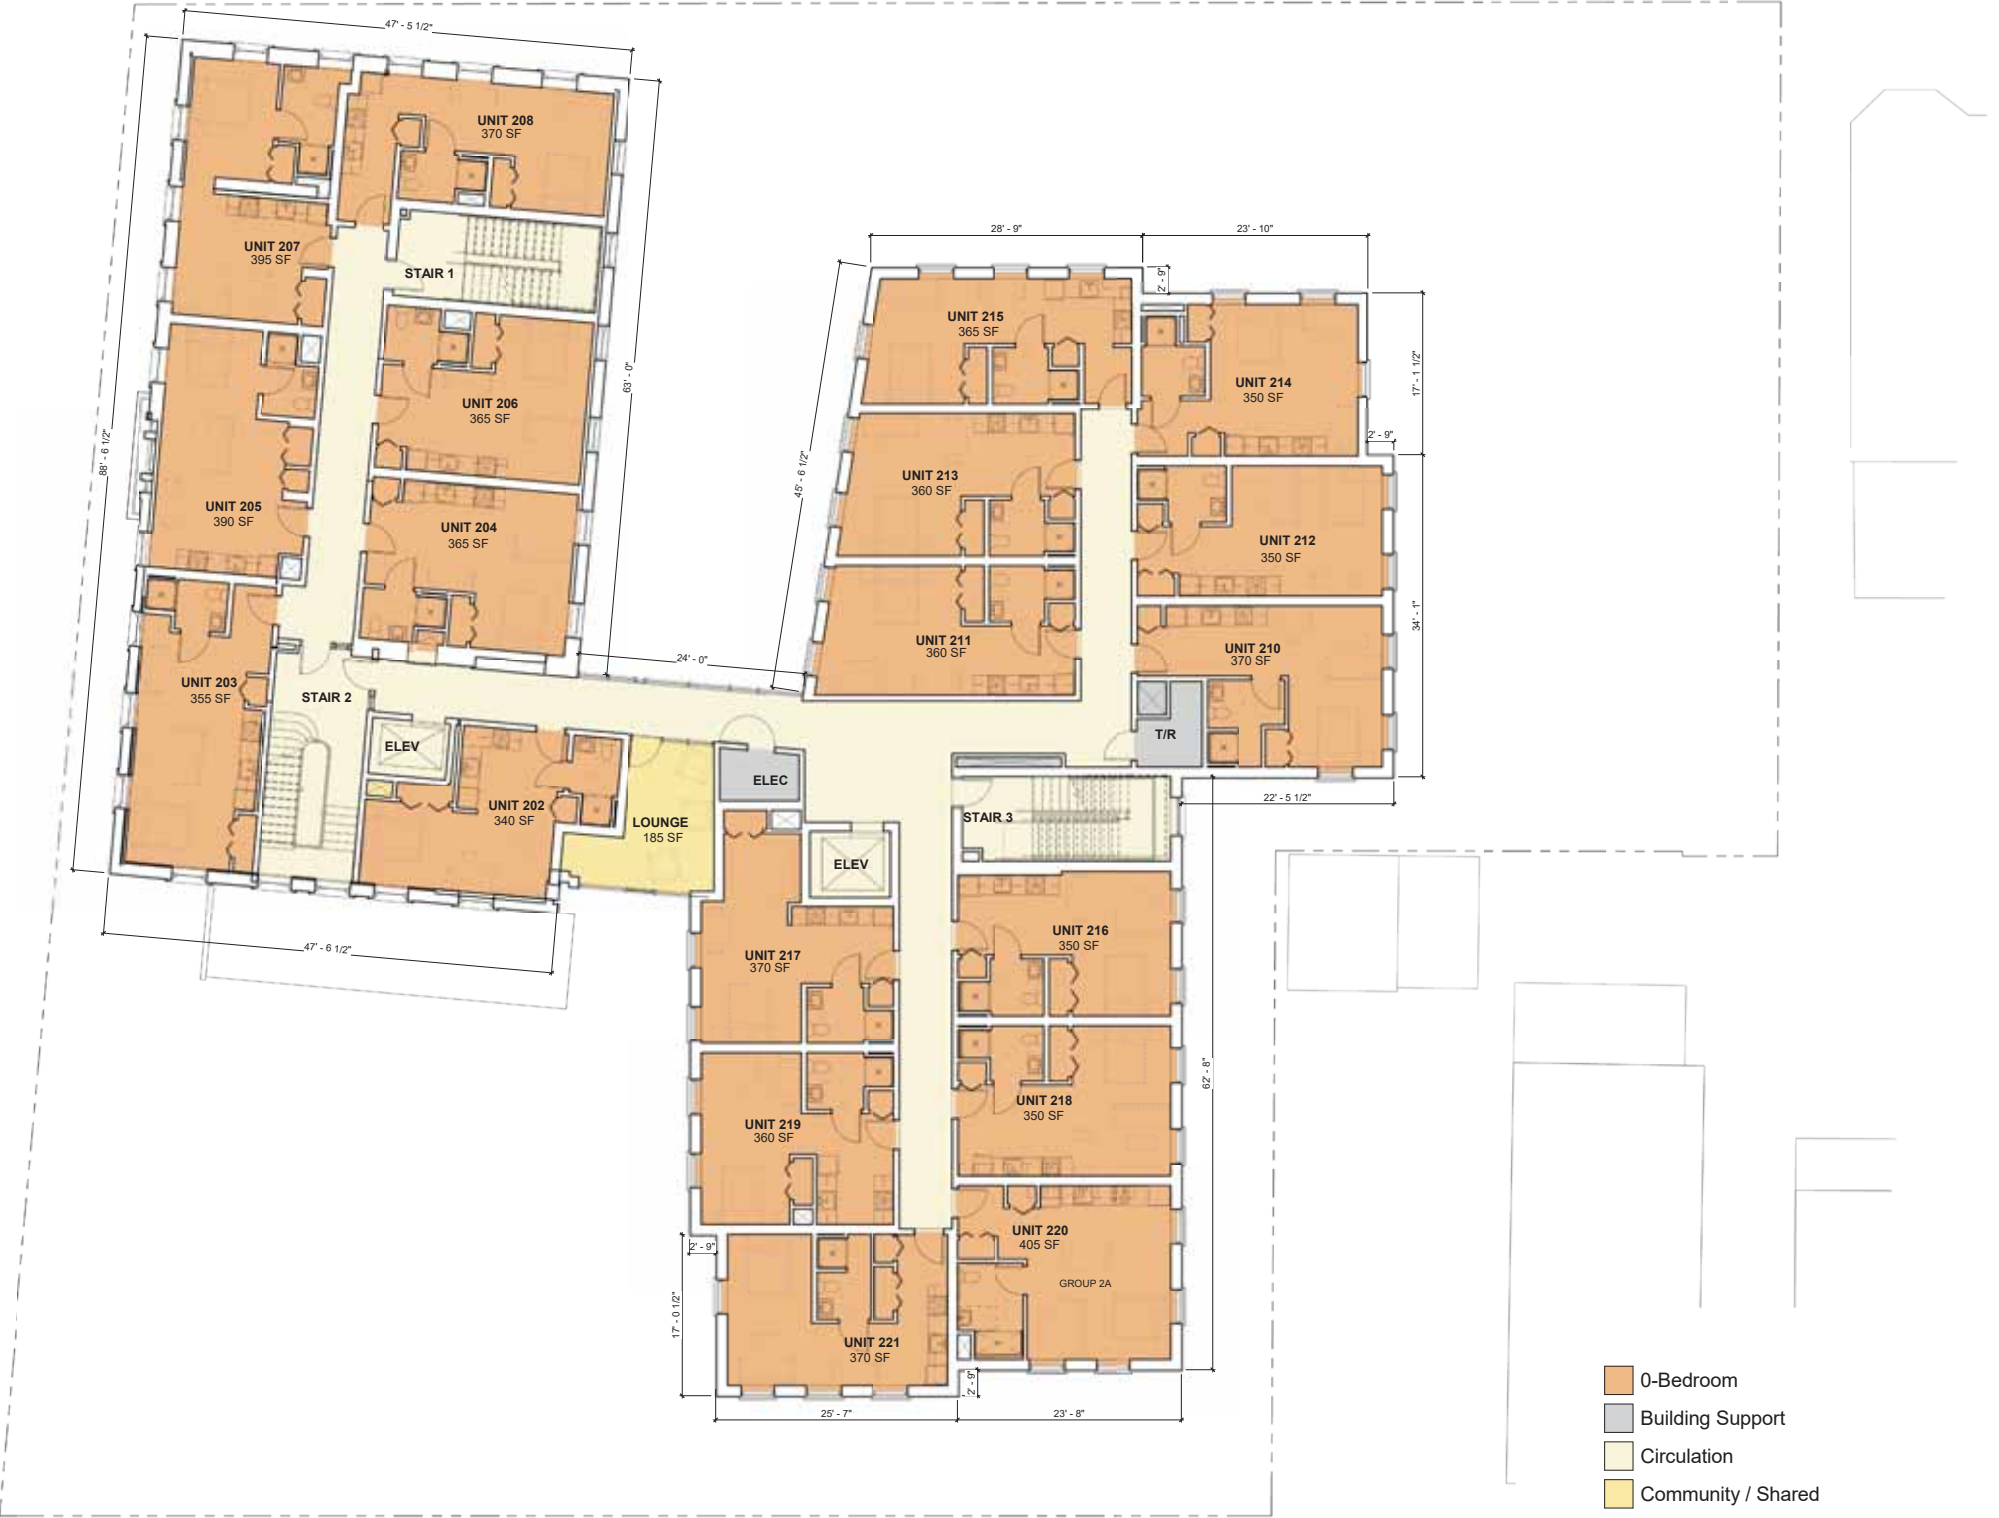 47' - 5 1/2"
UNIT 208
370 SF
UNIT 207
395 SF
STAIR 1
28' - 9"
23' - 10"
2' - 9"
UNIT 215
365 SF
UNIT 214
350 SF
17' - 1 1/2"
63' - 0"
UNIT 206
365 SF
2' - 9"
88' - 6 1/2"
45' - 6 1/2"
UNIT 213
360 SF
UNIT 205
390 SF
UNIT 204
365 SF
UNIT 212
350 SF
34' - 1"
UNIT 211
360 SF
UNIT 210
370 SF
24' - 0"
UNIT 203
355 SF
STAIR 2
ELEV
T/R
ELEC
UNIT 202
340 SF
22' - 5 1/2"
LOUNGE
185 SF
STAIR 3
ELEV
47' - 6 1/2"
UNIT 217
370 SF
UNIT 216
350 SF
62' - 8"
UNIT 218
350 SF
UNIT 219
360 SF
UNIT 220
405 SF
2' - 9"
GROUP 2A
17' - 0 1/2"
UNIT 221
370 SF
2' - 9"
25' - 7"
23' - 8"
0-Bedroom
Building Support
Circulation
Community / Shared